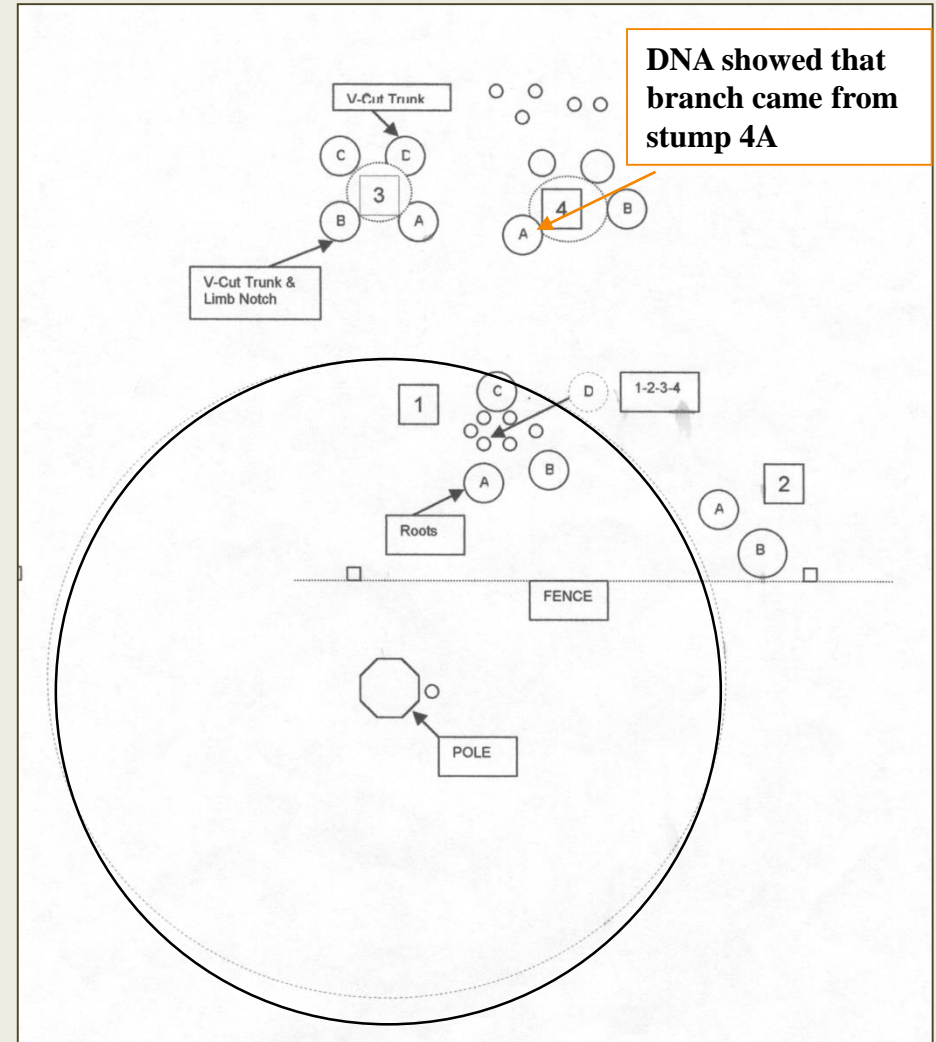 DNA showed that
branch came from
stump 4A
V-Cut Trunk
C
D
3
B
A
4
B
A
V-Cut Trunk &
Limb Notch
1
C
D
1-2-3-4
A
B
2
A
B
Roots
FENCE
POLE